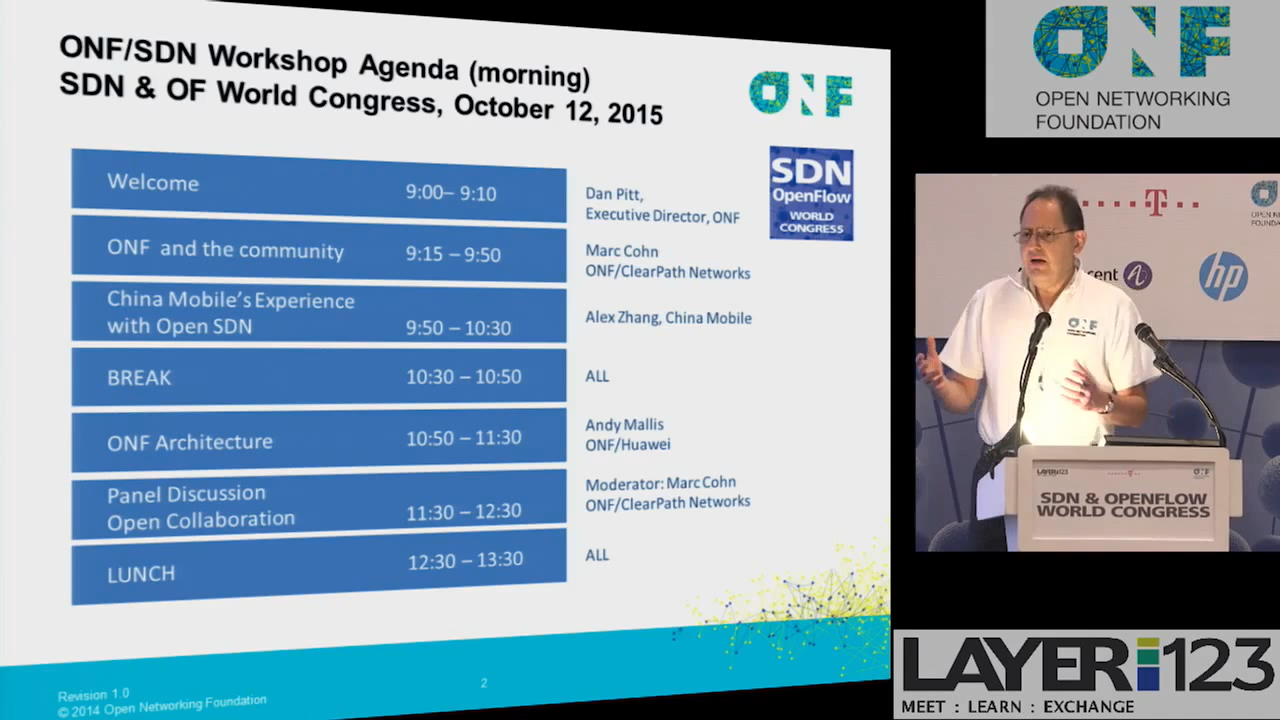 ONF/SDN Workshop Agenda (morning)
SDN & OF World Congress, October 12, 2015
ONF
SDN
OpenFlow
WORLD
CONGRESS
Welcome 9:00– 9:10 Dan Pitt,
Executive Director, ONF
ONF and the community 9:15 – 9:50 Marc Cohn
ONF/ClearPath Networks
China Mobile's Experience
with Open SDN 9:50 – 10:30 Alex Zhang, China Mobile
BREAK 10:30 – 10:50 ALL
ONF Architecture 10:50 – 11:30 Andy Mallis
ONF/Huawei
Panel Discussion
Open Collaboration 11:30 – 12:30 Moderator: Marc Cohn
ONF/ClearPath Networks
LUNCH 12:30 – 13:30 ALL
Revision 1.0
© 2014 Open Networking Foundation
2
ONF
OPEN NETWORKING
FOUNDATION
T
hp
ONF
LAYER123
SDN & OPENFLOW
WORLD CONGRESS
LAYER123
MEET : LEARN : EXCHANGE